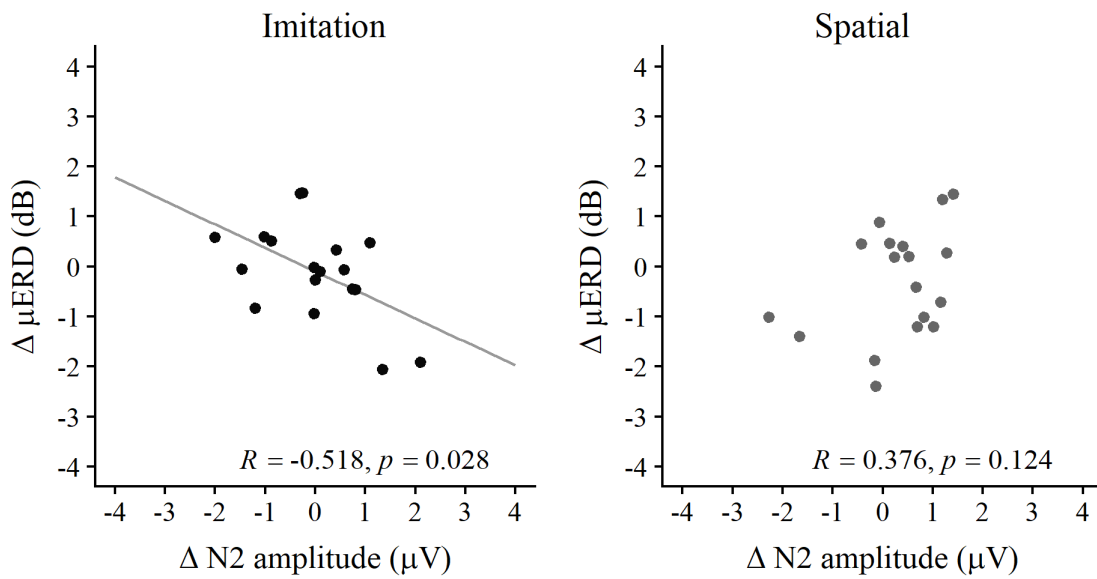 Imitation
Δ μERD (dB)
4
3
2
1
0
-1
-2
-3
-4
R = -0.518, p = 0.028
-4 -3 -2 -1 0 1 2 3 4
Δ N2 amplitude (μV)
Spatial
Δ μERD (dB)
4
3
2
1
0
-1
-2
-3
-4
R = 0.376, p = 0.124
-4 -3 -2 -1 0 1 2 3 4
Δ N2 amplitude (μV)